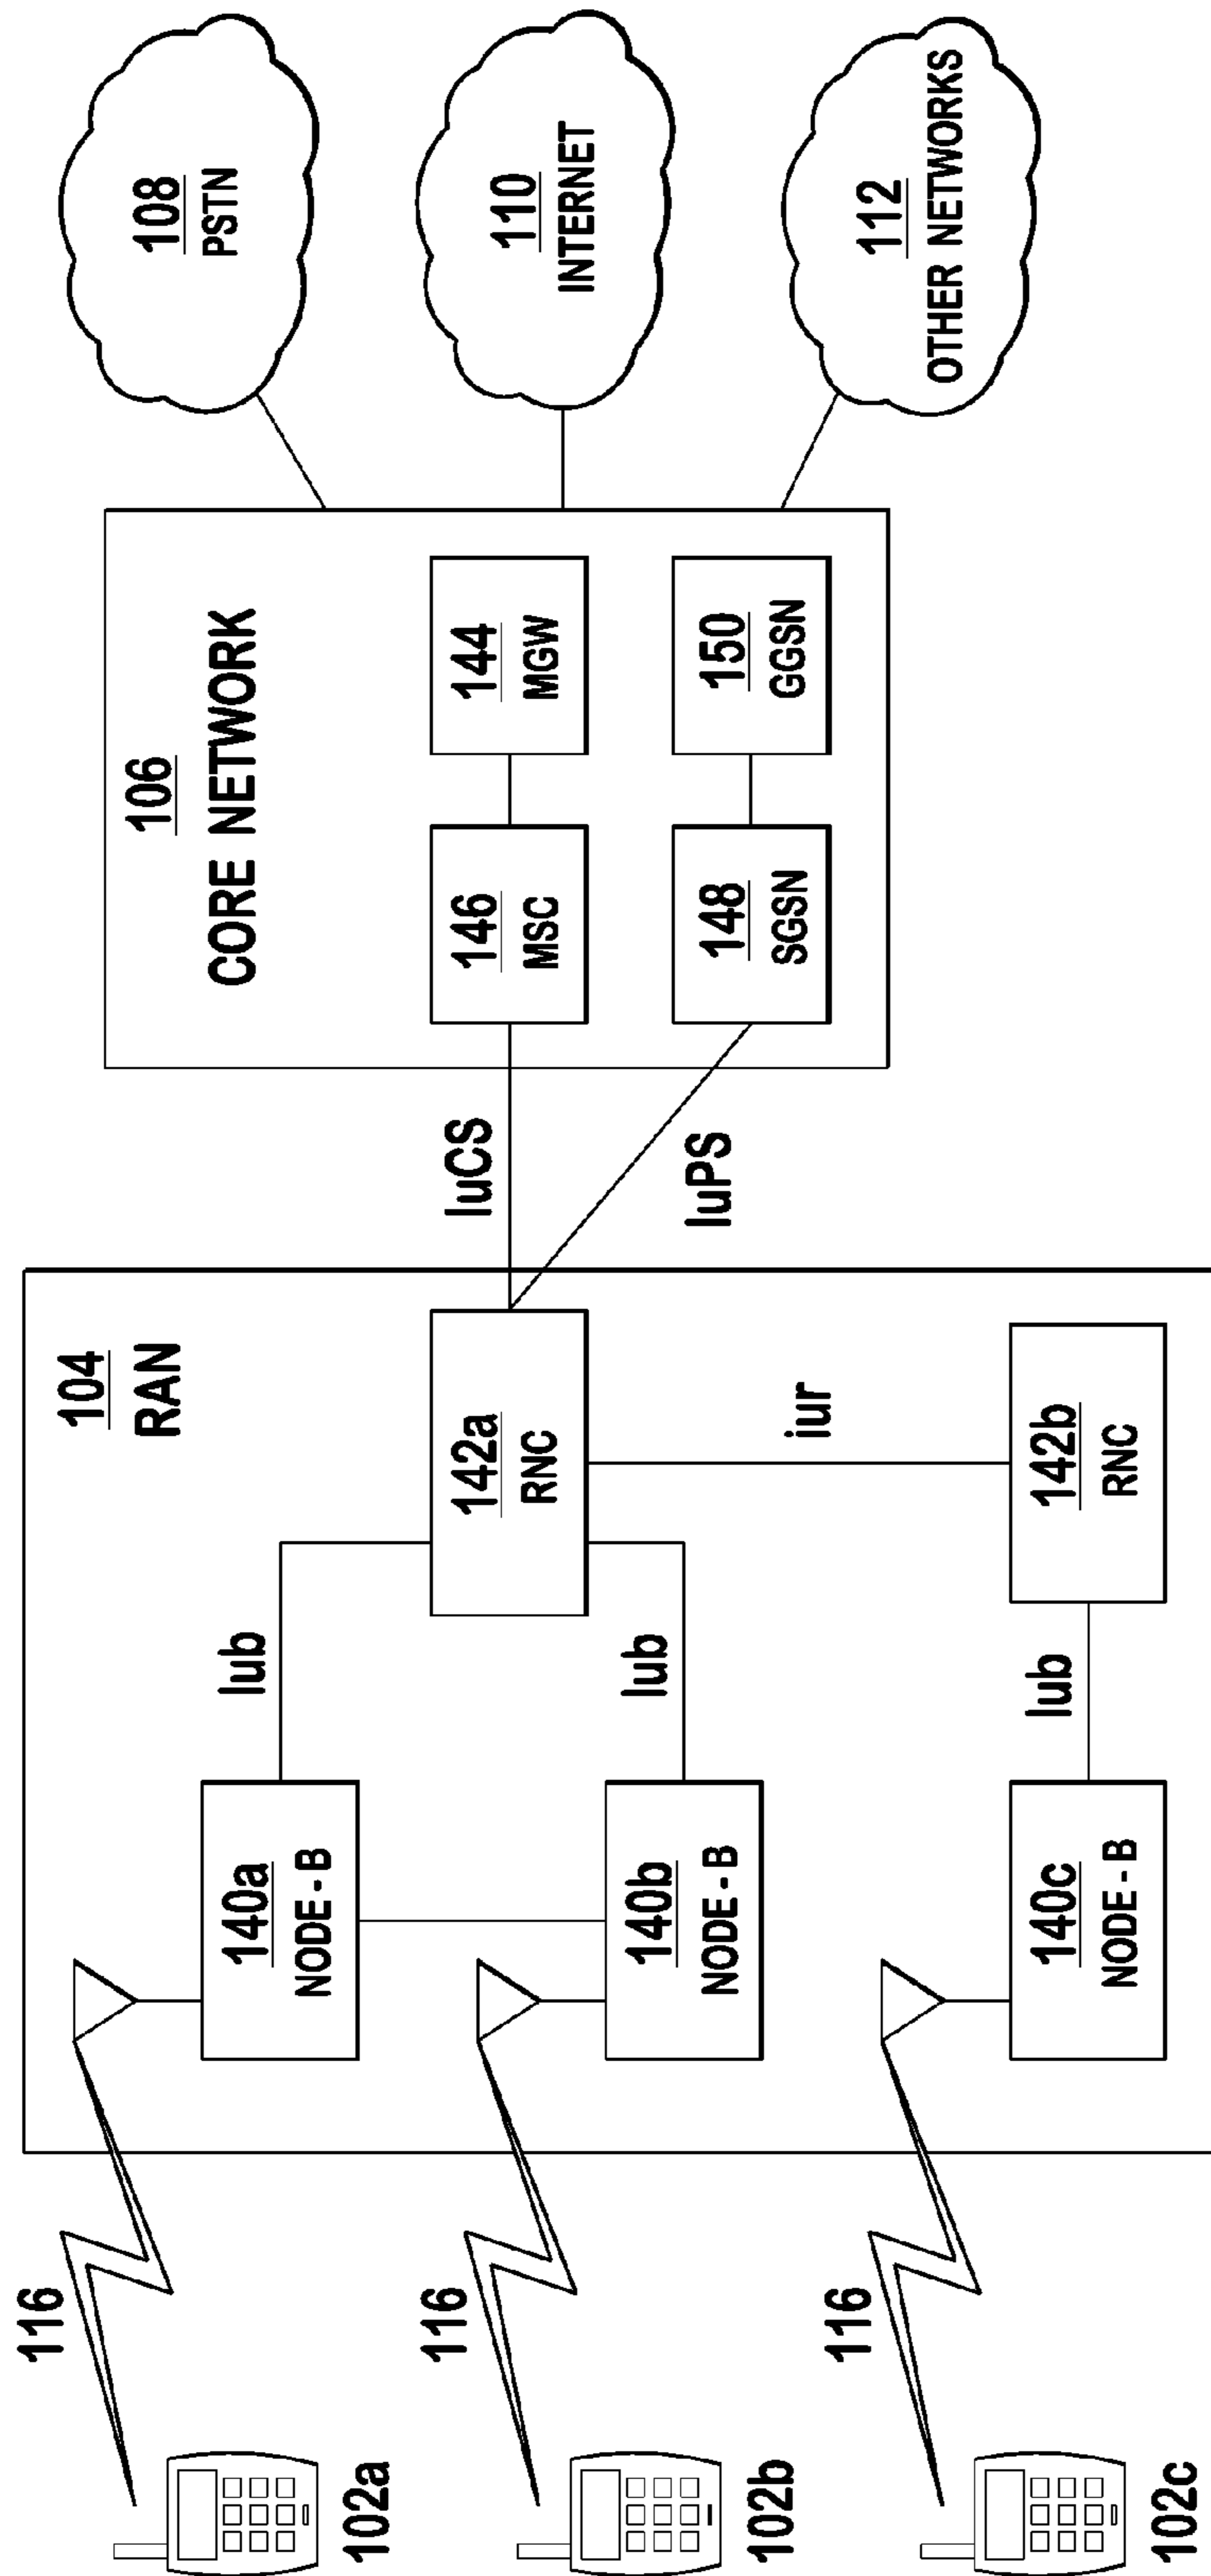 116
102a
116
102b
116
102c
104
RAN
140a
NODE - B
Iub
140b
NODE - B
Iub
142a
RNC
iur
140c
NODE - B
Iub
142b
RNC
IuCS
IuPS
106
CORE NETWORK
146
MSC
144
MGW
148
SGSN
150
GGSN
108
PSTN
110
INTERNET
112
OTHER NETWORKS